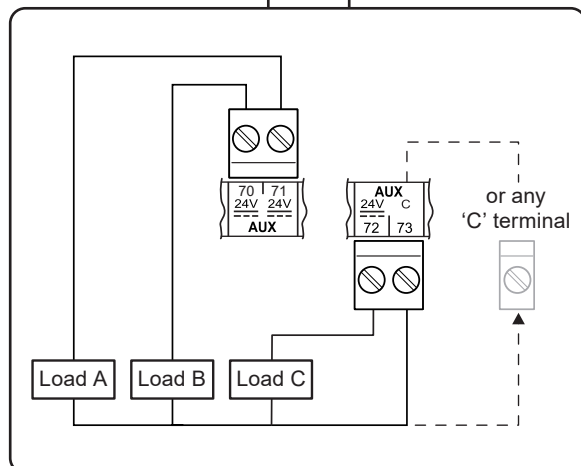 70 71
24V 24V
AUX
AUX
24V C
72 73
or any
‘C’ terminal
Load A
Load B
Load C